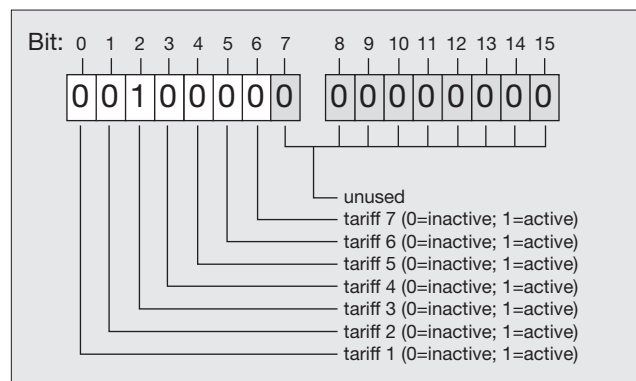 Bit: 0 1 2 3 4 5 6 7 8 9 10 11 12 13 14 15
0 0 1 0 0 0 0 0 0 0 0 0 0 0 0 0
unused
tariff 7 (0=inactive; 1=active)
tariff 6 (0=inactive; 1=active)
tariff 5 (0=inactive; 1=active)
tariff 4 (0=inactive; 1=active)
tariff 3 (0=inactive; 1=active)
tariff 2 (0=inactive; 1=active)
tariff 1 (0=inactive; 1=active)